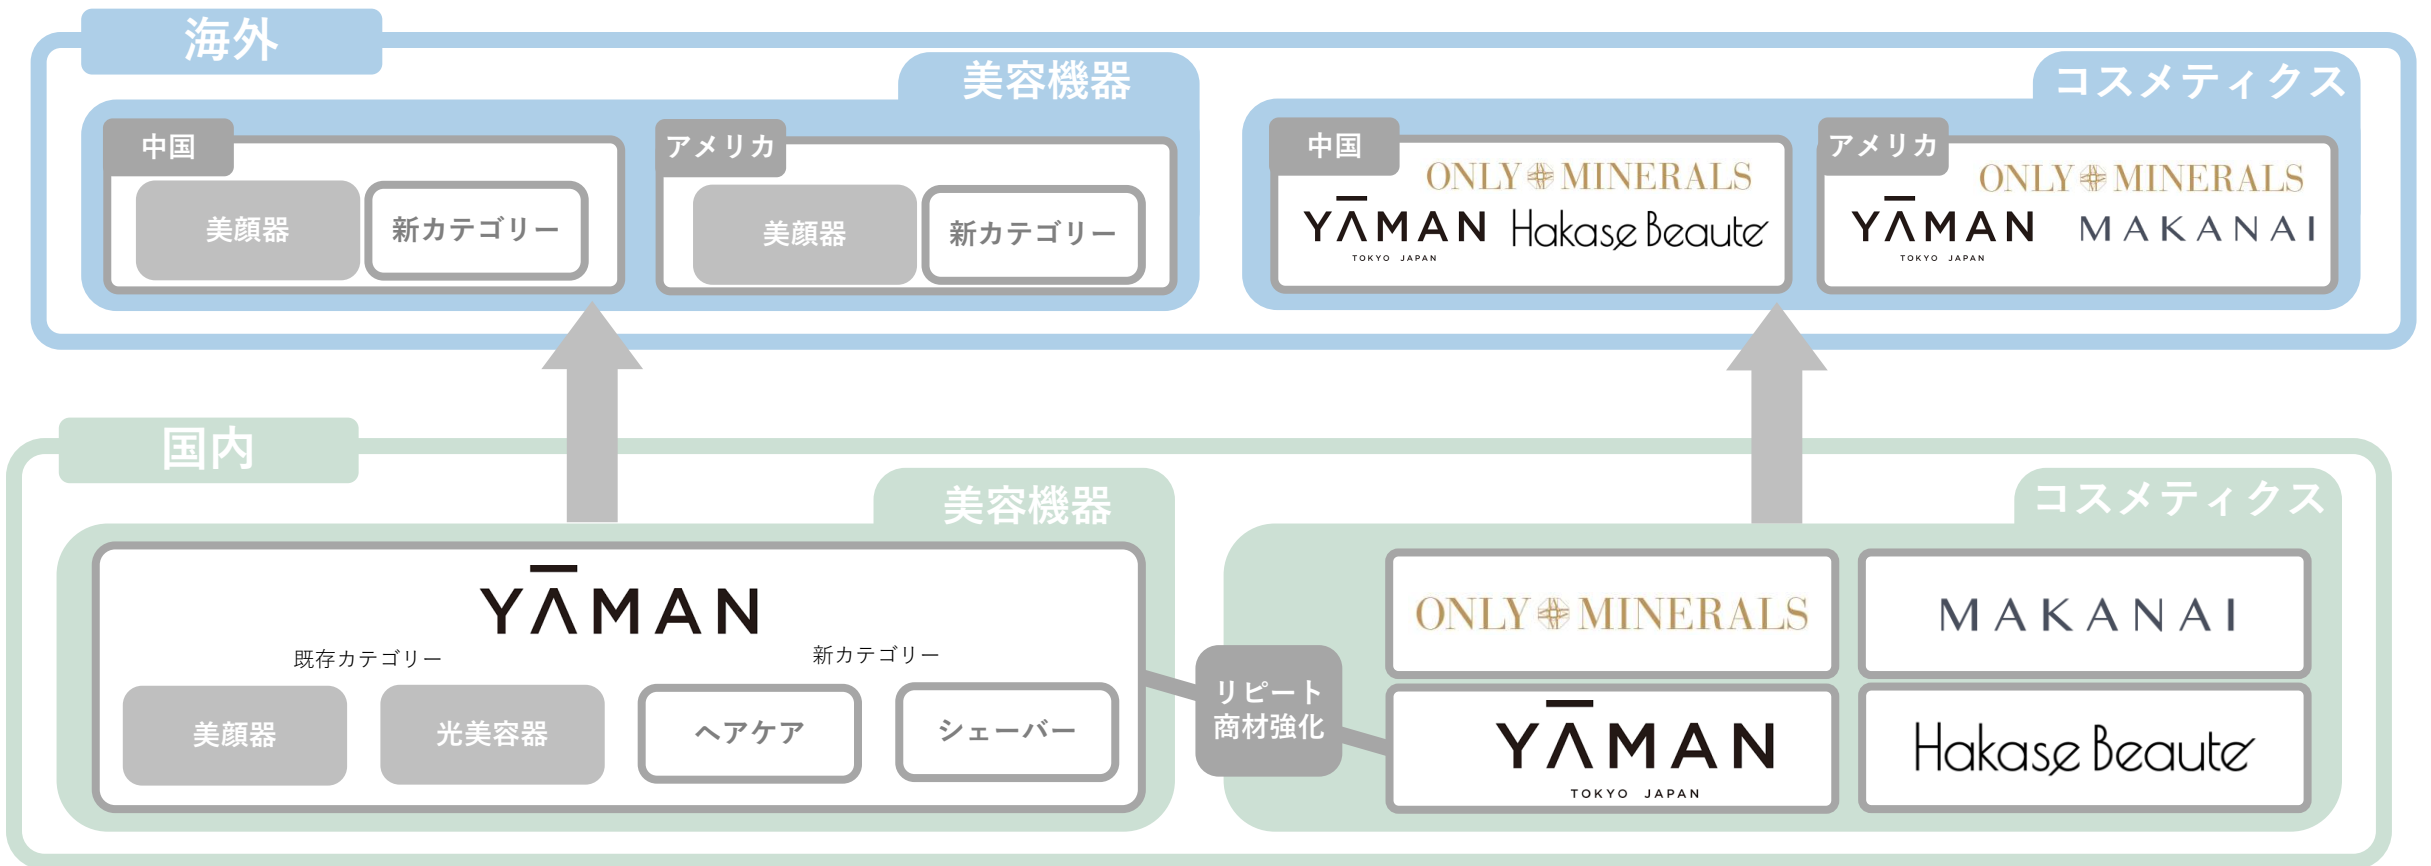 海外
美容機器
中国
美顔器
新カテゴリー
アメリカ
美顔器
新カテゴリー
コスメティクス
中国
ONLY MINERALS
YAMAN
TOKYO JAPAN
Hakase Beauté
アメリカ
ONLY MINERALS
YAMAN
TOKYO JAPAN
MAKANAI
国内
美容機器
YAMAN
既存カテゴリー
新カテゴリー
美顔器
光美容器
ヘアケア
シェーバー
リピート
商材強化
コスメティクス
ONLY MINERALS
MAKANAI
YAMAN
TOKYO JAPAN
Hakase Beauté